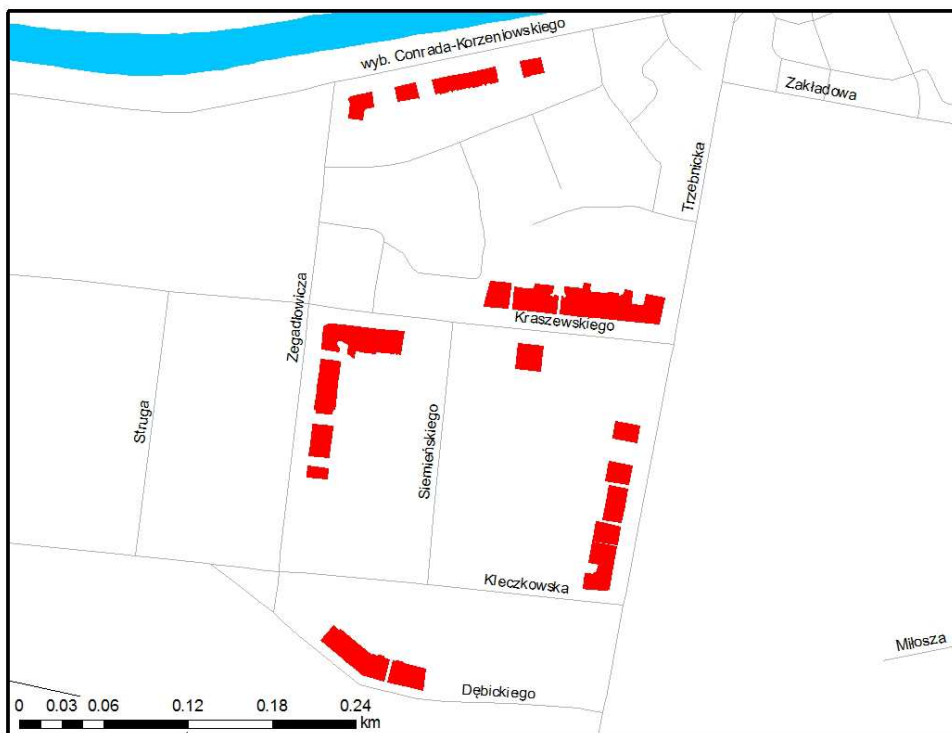 wyb. Conrada-Korzeniowskiego
Zakładowa
Trzebnicka
Zegadłowicza
Kraszewskiego
Struga
Siemieńskiego
Kleczkowska
Miłosza
Dębickiego
0 0.03 0.06 0.12 0.18 0.24
km